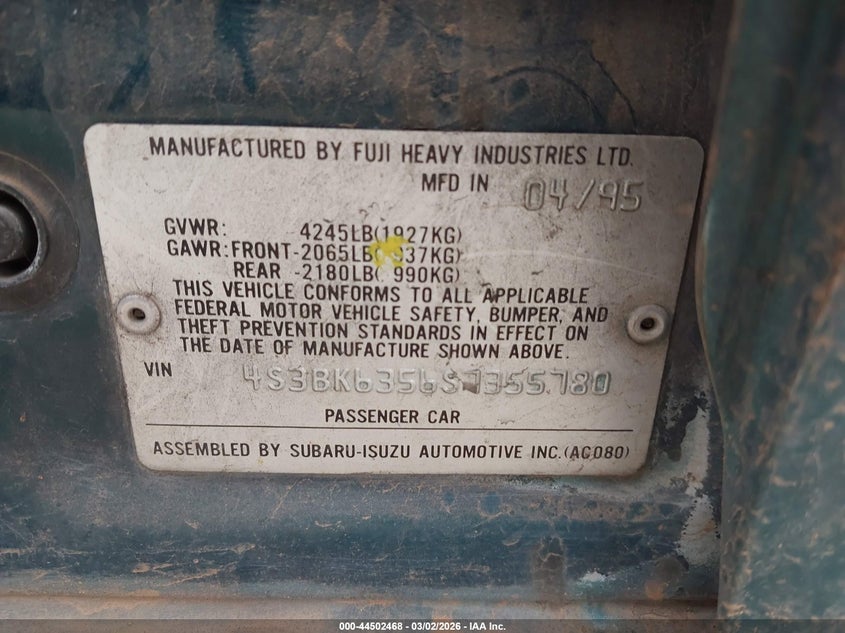 MANUFACTURED BY FUJI HEAVY INDUSTRIES LTD.
MFD IN 04/95
GVWR: 4245LB(1927KG)
GAWR:FRONT-2065LB( 937KG)
REAR -2180LB( 990KG)
THIS VEHICLE CONFORMS TO ALL APPLICABLE
FEDERAL MOTOR VEHICLE SAFETY, BUMPER, AND
THEFT PREVENTION STANDARDS IN EFFECT ON
THE DATE OF MANUFACTURE SHOWN ABOVE.
VIN 4S3BK6356S7355780
PASSENGER CAR
ASSEMBLED BY SUBARU-ISUZU AUTOMOTIVE INC.(AG080)
000-44502468 - 03/02/2026 - IAA Inc.